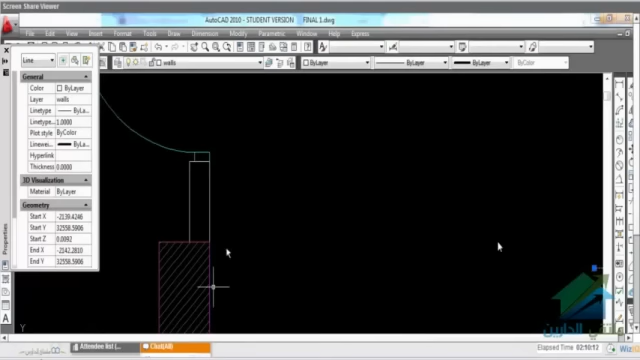 Screen Share Viewer
AutoCAD 2010 - STUDENT VERSION FINAL 1.dwg
File Edit View Insert Format Tools Draw Dimension Parametric Window Help
walls ByLayer ByLayer ByLayer ByColor
Line
General
Color ByLayer
Layer walls
Linetype ByLa...
Linetype... 1.0000
Plot style ByColor
Linewei... ByLa...
Hyperlink
Thickness 0.0000
3D Visualization
Material ByLayer
Geometry
Start X -2139.4246
Start Y 32558.5906
Start Z 0.0092
End X -2142.2810
End Y 32558.5906
Properties
Y
Attendee list (... Chat(All)
Elapsed Time: 02:10:12 Wiz